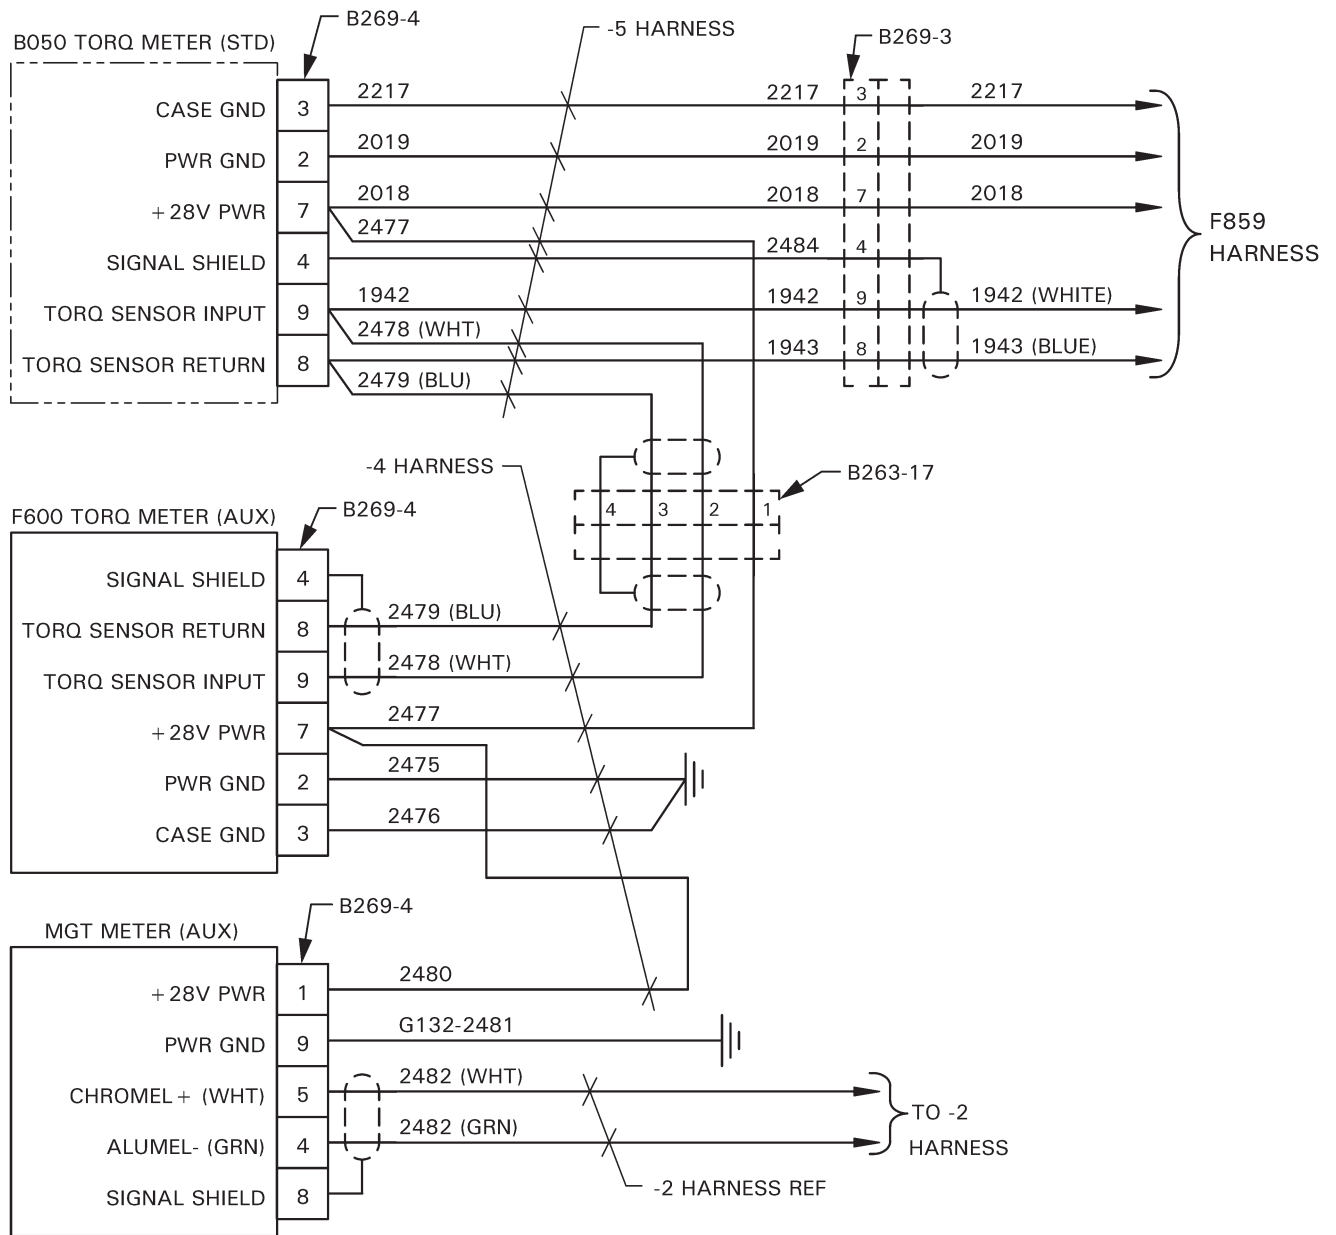 B269-4
-5 HARNESS
B269-3
B050 TORQ METER (STD)
CASE GND 3 2217 2217 3 2217
PWR GND 2 2019 2019 2 2019
+28V PWR 7 2018 2018 7 2018
2477
SIGNAL SHIELD 4 2484 4
TORQ SENSOR INPUT 9 1942 1942 9 1942 (WHITE)
2478 (WHT)
TORQ SENSOR RETURN 8 1943 8 1943 (BLUE)
2479 (BLU)
F859
HARNESS
-4 HARNESS
B263-17
4 3 2 1
B269-4
F600 TORQ METER (AUX)
SIGNAL SHIELD 4
TORQ SENSOR RETURN 8 2479 (BLU)
TORQ SENSOR INPUT 9 2478 (WHT)
+28V PWR 7 2477
PWR GND 2 2475
CASE GND 3 2476
B269-4
MGT METER (AUX)
+28V PWR 1 2480
PWR GND 9 G132-2481
CHROMEL+ (WHT) 5 2482 (WHT)
ALUMEL- (GRN) 4 2482 (GRN)
SIGNAL SHIELD 8
TO -2
HARNESS
-2 HARNESS REF